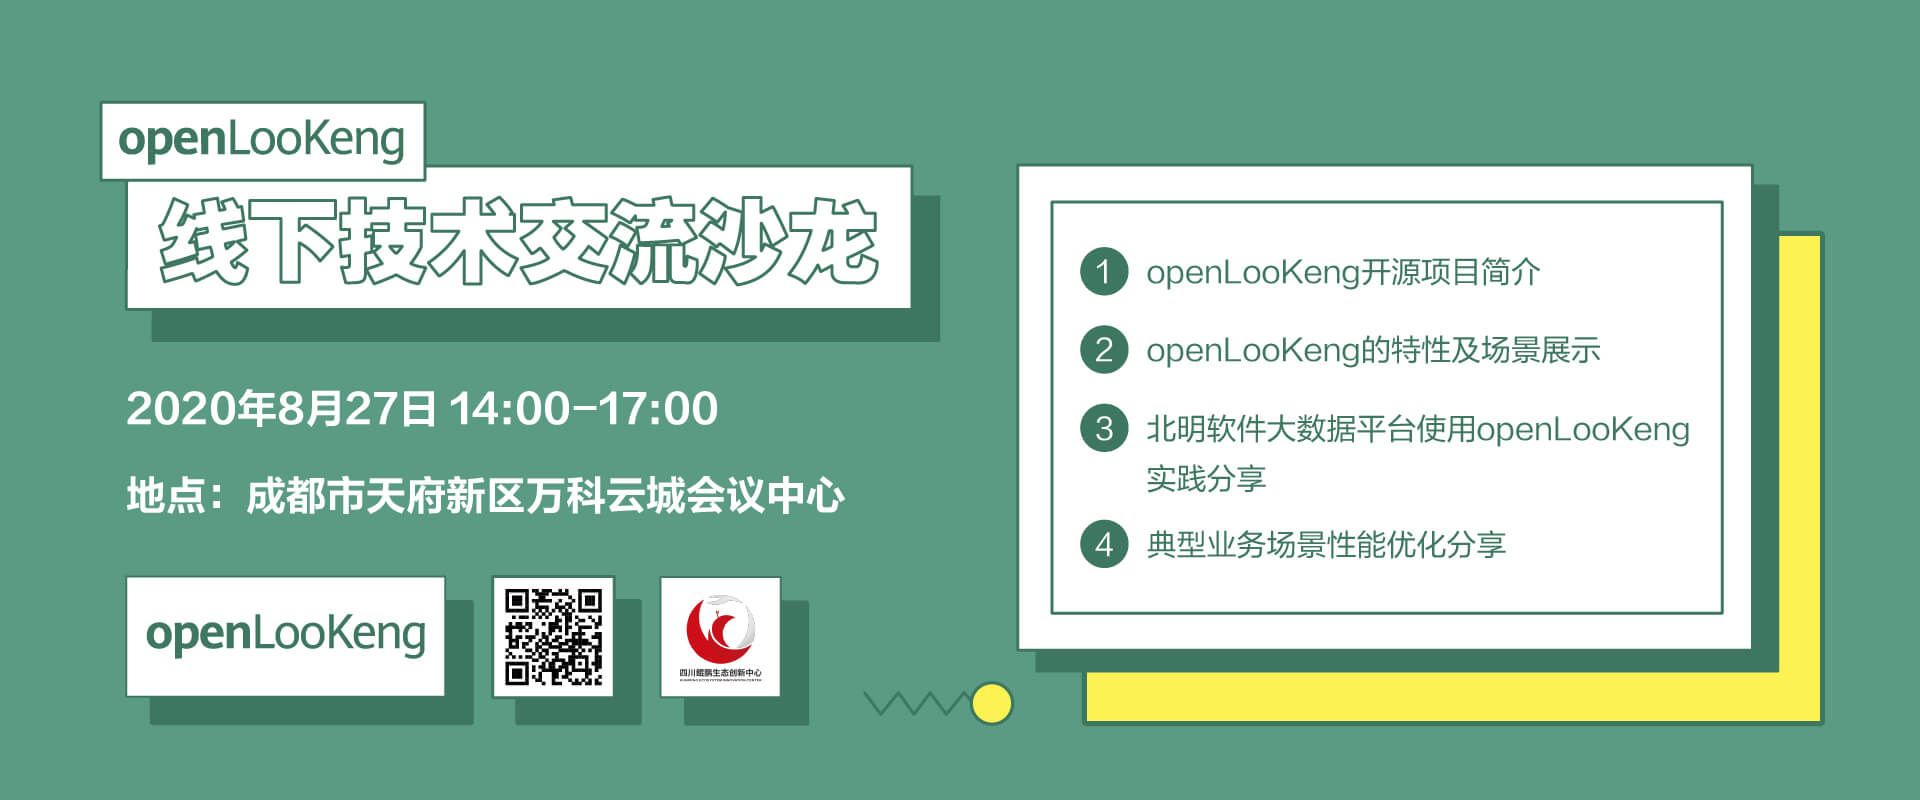 openLooKeng
线下技术交流沙龙
2020年8月27日 14:00-17:00
地点：成都市天府新区万科云城会议中心
openLooKeng
四川鲲鹏生态创新中心
1 openLooKeng开源项目简介
2 openLooKeng的特性及场景展示
3 北明软件大数据平台使用openLooKeng
实践分享
4 典型业务场景性能优化分享